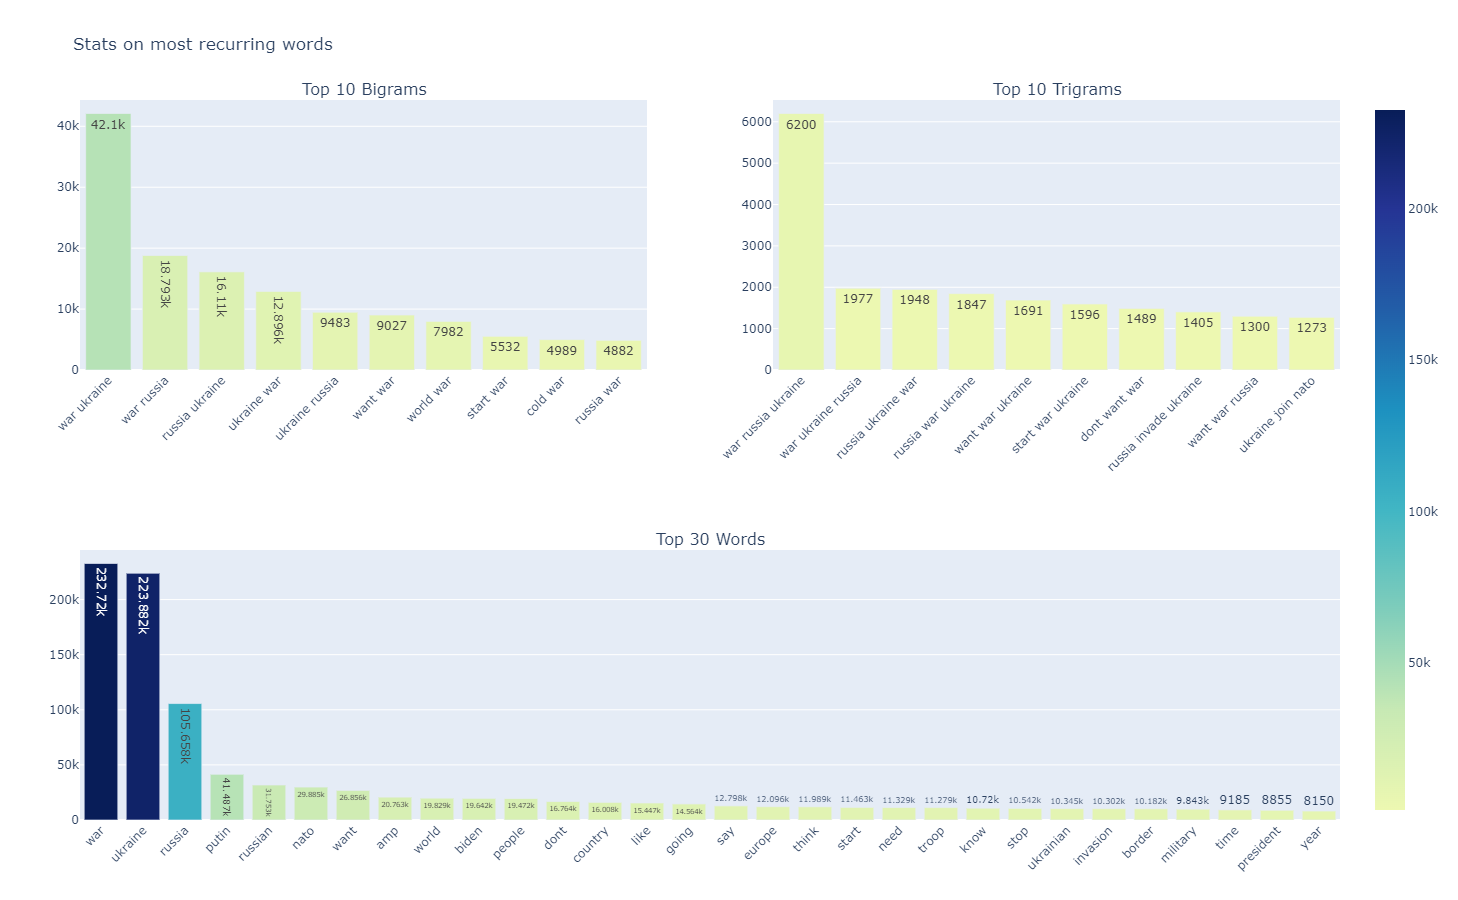 Stats on most recurring words
Top 10 Bigrams
40k
30k
20k
10k
0
42.1k
18.793k
16.11k
12.896k
9483
9027
7982
5532
4989
4882
war ukraine
war russia
russia ukraine
ukraine war
ukraine russia
want war
world war
start war
cold war
russia war
Top 10 Trigrams
6000
5000
4000
3000
2000
1000
0
6200
1977
1948
1847
1691
1596
1489
1405
1300
1273
war russia ukraine
war ukraine russia
russia ukraine war
russia war ukraine
want war ukraine
start war ukraine
dont want war
russia invade ukraine
want war russia
ukraine join nato
200k
150k
100k
50k
Top 30 Words
200k
150k
100k
50k
0
232.72k
223.882k
105.658k
41.487k
31.753k
29.885k
26.856k
20.763k
19.829k
19.642k
19.472k
16.764k
16.008k
15.447k
14.564k
12.798k
12.096k
11.989k
11.463k
11.329k
11.279k
10.72k
10.542k
10.345k
10.302k
10.182k
9.843k
9185
8855
8150
war
ukraine
russia
putin
russian
nato
want
amp
world
biden
people
dont
country
like
going
say
europe
think
start
need
troop
know
stop
ukrainian
invasion
border
military
time
president
year